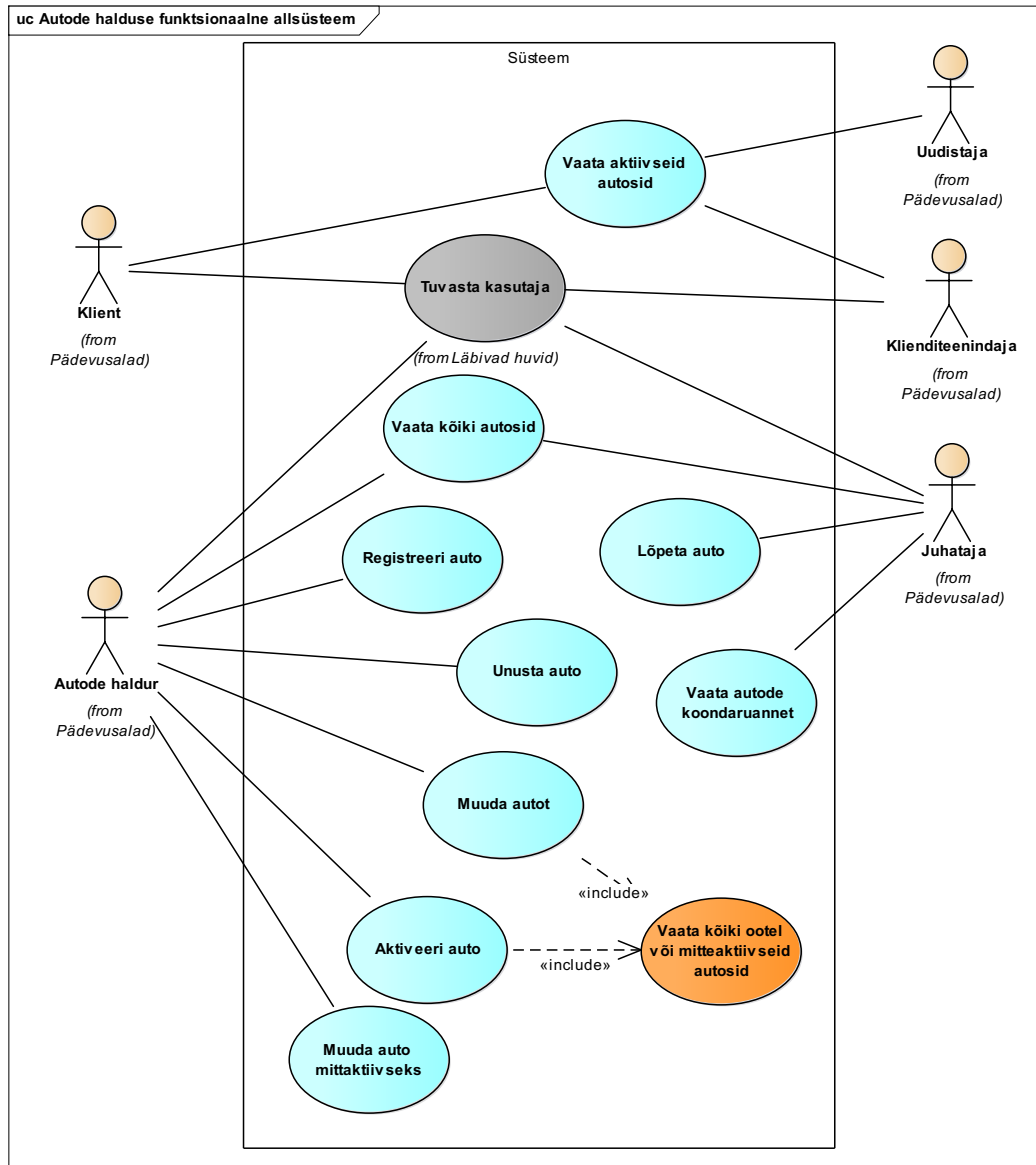 uc Autode halduse funktsionaalne allsüsteem
Süsteem
Uudistaja
(from
Pädevusalad)
Vaata aktiivseid
autosid
Klient
(from
Pädevusalad)
Tuvasta kasutaja
(from Läbivad huvid)
Klienditeenindaja
(from
Pädevusalad)
Vaata kõiki autosid
Registreeri auto
Lõpeta auto
Juhataja
(from
Pädevusalad)
Autode haldur
(from
Pädevusalad)
Unusta auto
Vaata autode
koondaruannet
Muuda autot
«include»
Aktiveeri auto
«include»
Vaata kõiki ootel
või mitteaktiivseid
autosid
Muuda auto
mittaktiivseks